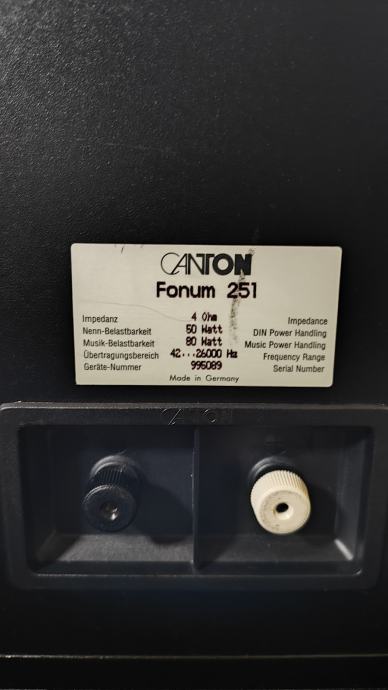 CANTON
Fonum 251
Impedanz 4 Ohm Impedance
Nenn-Belastbarkeit 50 Watt DIN Power Handling
Musik-Belastbarkeit 80 Watt Music Power Handling
Übertragungsbereich 42...26000 Hz Frequency Range
Geräte-Nummer 995089 Serial Number
Made in Germany
CANTON